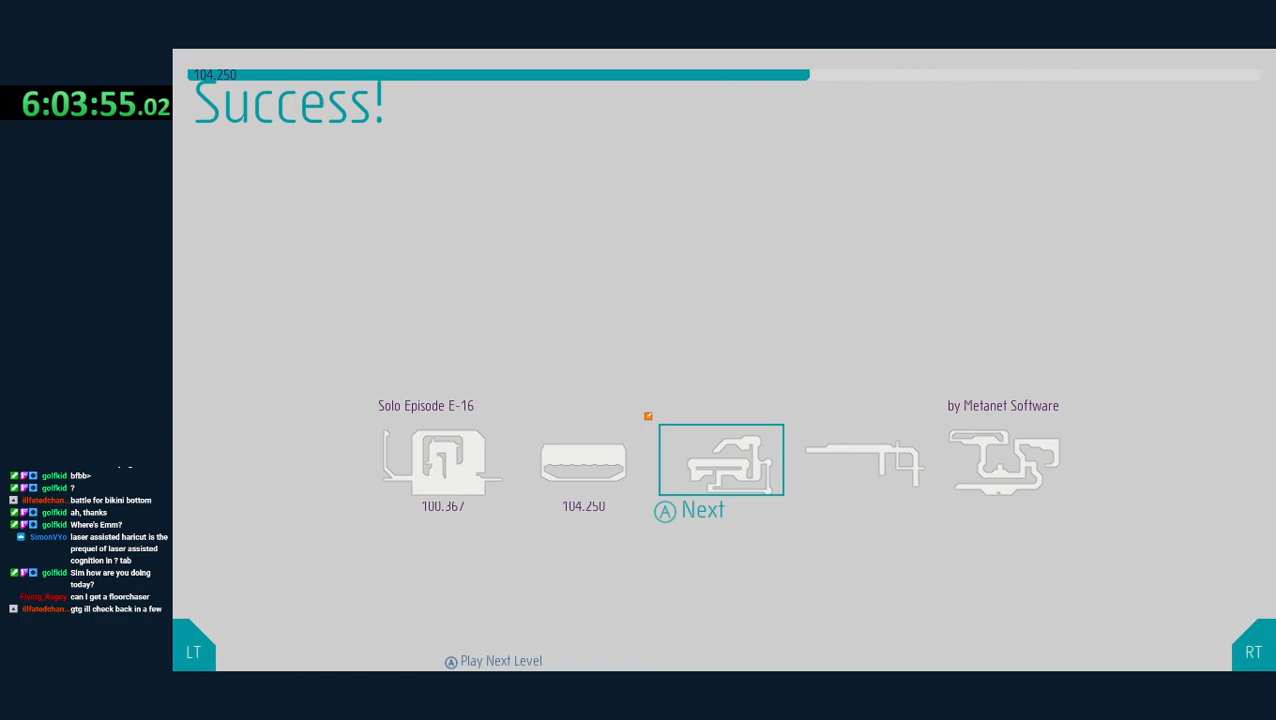 104.250
Success!
6:03:55.02
Solo Episode E-16
by Metanet Software
100.367
104.250
A Next
golfkid bfbb>
golfkid ?
illfatedchan... battle for bikini bottom
golfkid ah, thanks
golfkid Where's Emm?
SimonVYo laser assisted haricut is the
prequel of laser assisted
cognition in ? tab
golfkid Sim how are you doing
today?
Flying_Ragey can I get a floorchaser
illfatedchan... gtg ill check back in a few
LT
A Play Next Level
RT